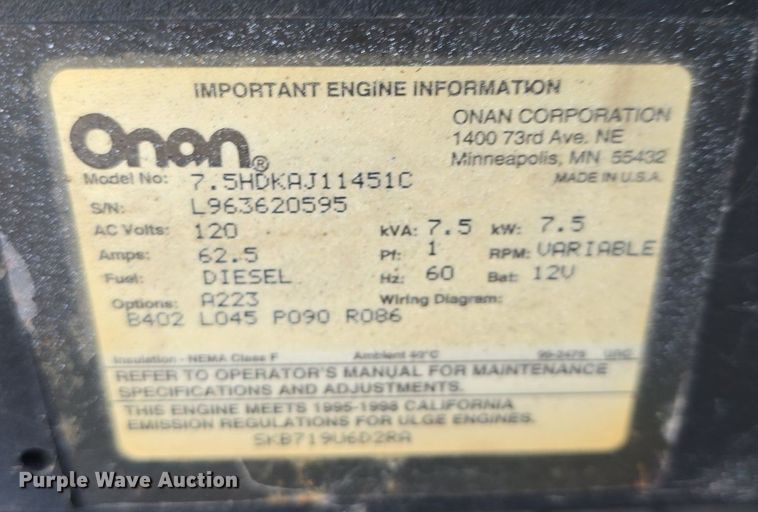 IMPORTANT ENGINE INFORMATION
Onan®
ONAN CORPORATION
1400 73rd Ave. NE
Minneapolis, MN 55432
MADE IN U.S.A.
Model No: 7.5HDKAJ11451C
S/N: L963620595
AC Volts: 120 kVA: 7.5 kW: 7.5
Amps: 62.5 Pf: 1 RPM: VARIABLE
Fuel: DIESEL Hz: 60 Bat: 12V
Options: A223 Wiring Diagram:
B402 L045 P090 R086
Insulation - NEMA Class F Ambient 40°C
REFER TO OPERATOR'S MANUAL FOR MAINTENANCE
SPECIFICATIONS AND ADJUSTMENTS.
THIS ENGINE MEETS 1995-1998 CALIFORNIA
EMISSION REGULATIONS FOR ULGE ENGINES.
SKB719U6D2RA
Purple Wave Auction